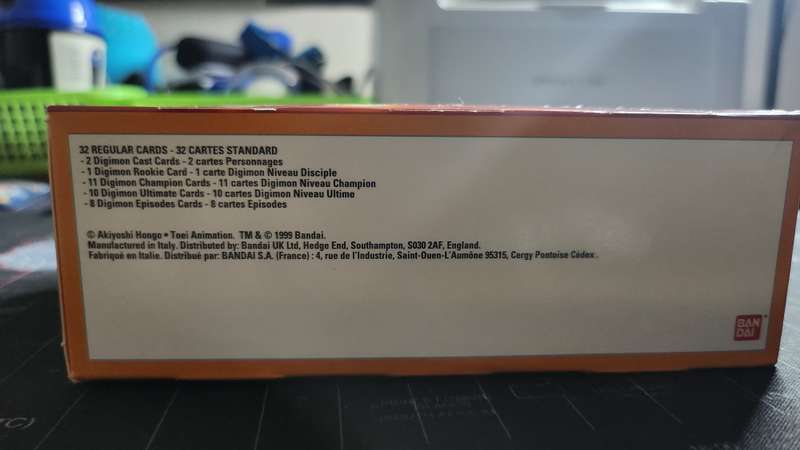 32 REGULAR CARDS - 32 CARTES STANDARD
- 2 Digimon Cast Cards - 2 cartes Personnages
- 1 Digimon Rookie Card - 1 carte Digimon Niveau Disciple
- 11 Digimon Champion Cards - 11 cartes Digimon Niveau Champion
- 10 Digimon Ultimate Cards - 10 cartes Digimon Niveau Ultime
- 8 Digimon Episodes Cards - 8 cartes Episodes
© Akiyoshi Hongo • Toei Animation. TM & © 1999 Bandai.
Manufactured in Italy. Distributed by: Bandai UK Ltd, Hedge End, Southampton, SO30 2AF, England.
Fabriqué en Italie. Distribué par: BANDAI S.A. (France) : 4, rue de l'Industrie, Saint-Ouen-L'Aumône 95315, Cergy Pontoise Cédex .
BAN
DAI